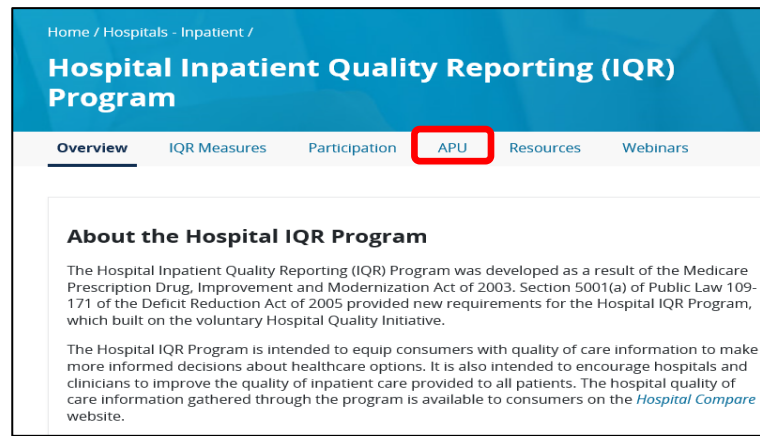 Home / Hospitals - Inpatient /
Hospital Inpatient Quality Reporting (IQR)
Program
Overview IQR Measures Participation APU Resources Webinars
About the Hospital IQR Program
The Hospital Inpatient Quality Reporting (IQR) Program was developed as a result of the Medicare
Prescription Drug, Improvement and Modernization Act of 2003. Section 5001(a) of Public Law 109-
171 of the Deficit Reduction Act of 2005 provided new requirements for the Hospital IQR Program,
which built on the voluntary Hospital Quality Initiative.
The Hospital IQR Program is intended to equip consumers with quality of care information to make
more informed decisions about healthcare options. It is also intended to encourage hospitals and
clinicians to improve the quality of inpatient care provided to all patients. The hospital quality of
care information gathered through the program is available to consumers on the Hospital Compare
website.